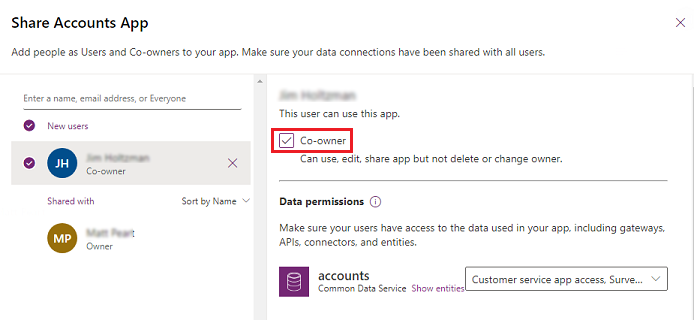 Share Accounts App
Add people as Users and Co-owners to your app. Make sure your data connections have been shared with all users.
Enter a name, email address, or Everyone
New users
JH
Co-owner
Shared with
Sort by Name
MP
Owner
This user can use this app.
Co-owner
Can use, edit, share app but not delete or change owner.
Data permissions
Make sure your users have access to the data used in your app, including gateways,
APIs, connectors, and entities.
accounts
Common Data Service Show entities
Customer service app access, Surve...